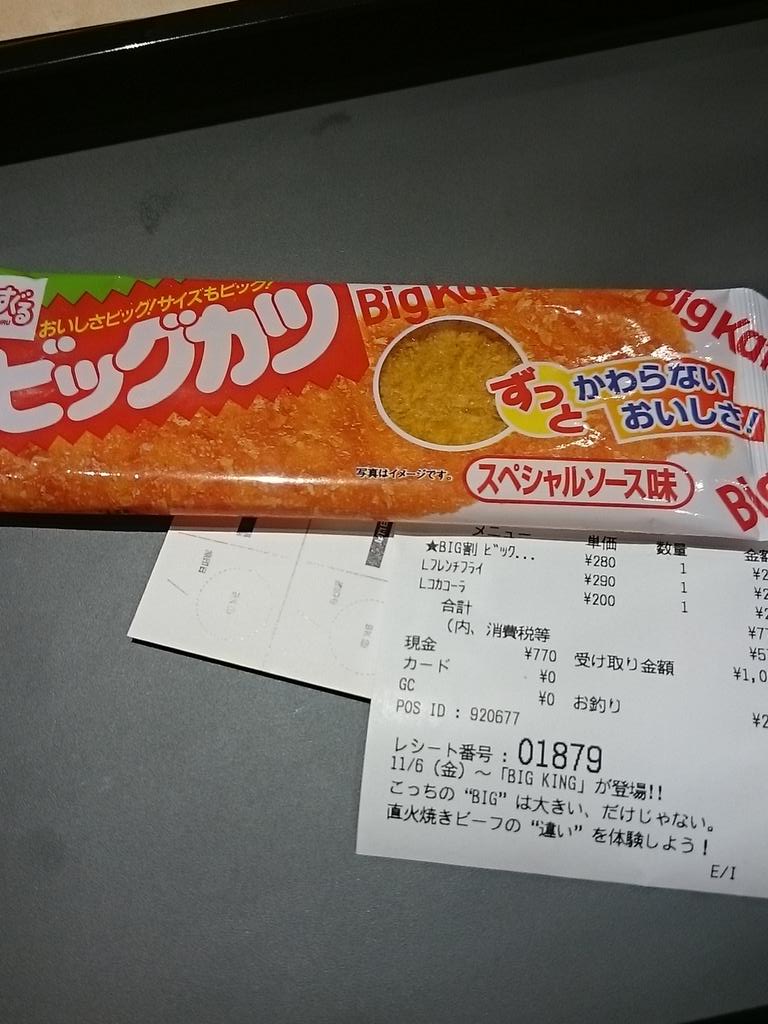 すぐる
おいしさビッグ!サイズもビッグ!
ビッグカツ
Big Kat
Big Kat
ずっと
かわらない
おいしさ!
写真はイメージです。
スペシャルソース味
Big
メニュー 単価 数量 金額
★BIG割 ビッグ... ¥280 1
Lフレンチフライ ¥290 1
Lコカコーラ ¥200 1
合計
(内、消費税等
現金 ¥770 受け取り金額 ¥1,0
カード ¥0
GC ¥0 お釣り
POS ID : 920677
レシート番号 : 01879
11/6 (金) ～「BIG KING」が登場!!
こっちの “BIG” は大きい、だけじゃない。
直火焼きビーフの “違い” を体験しよう!
E/I